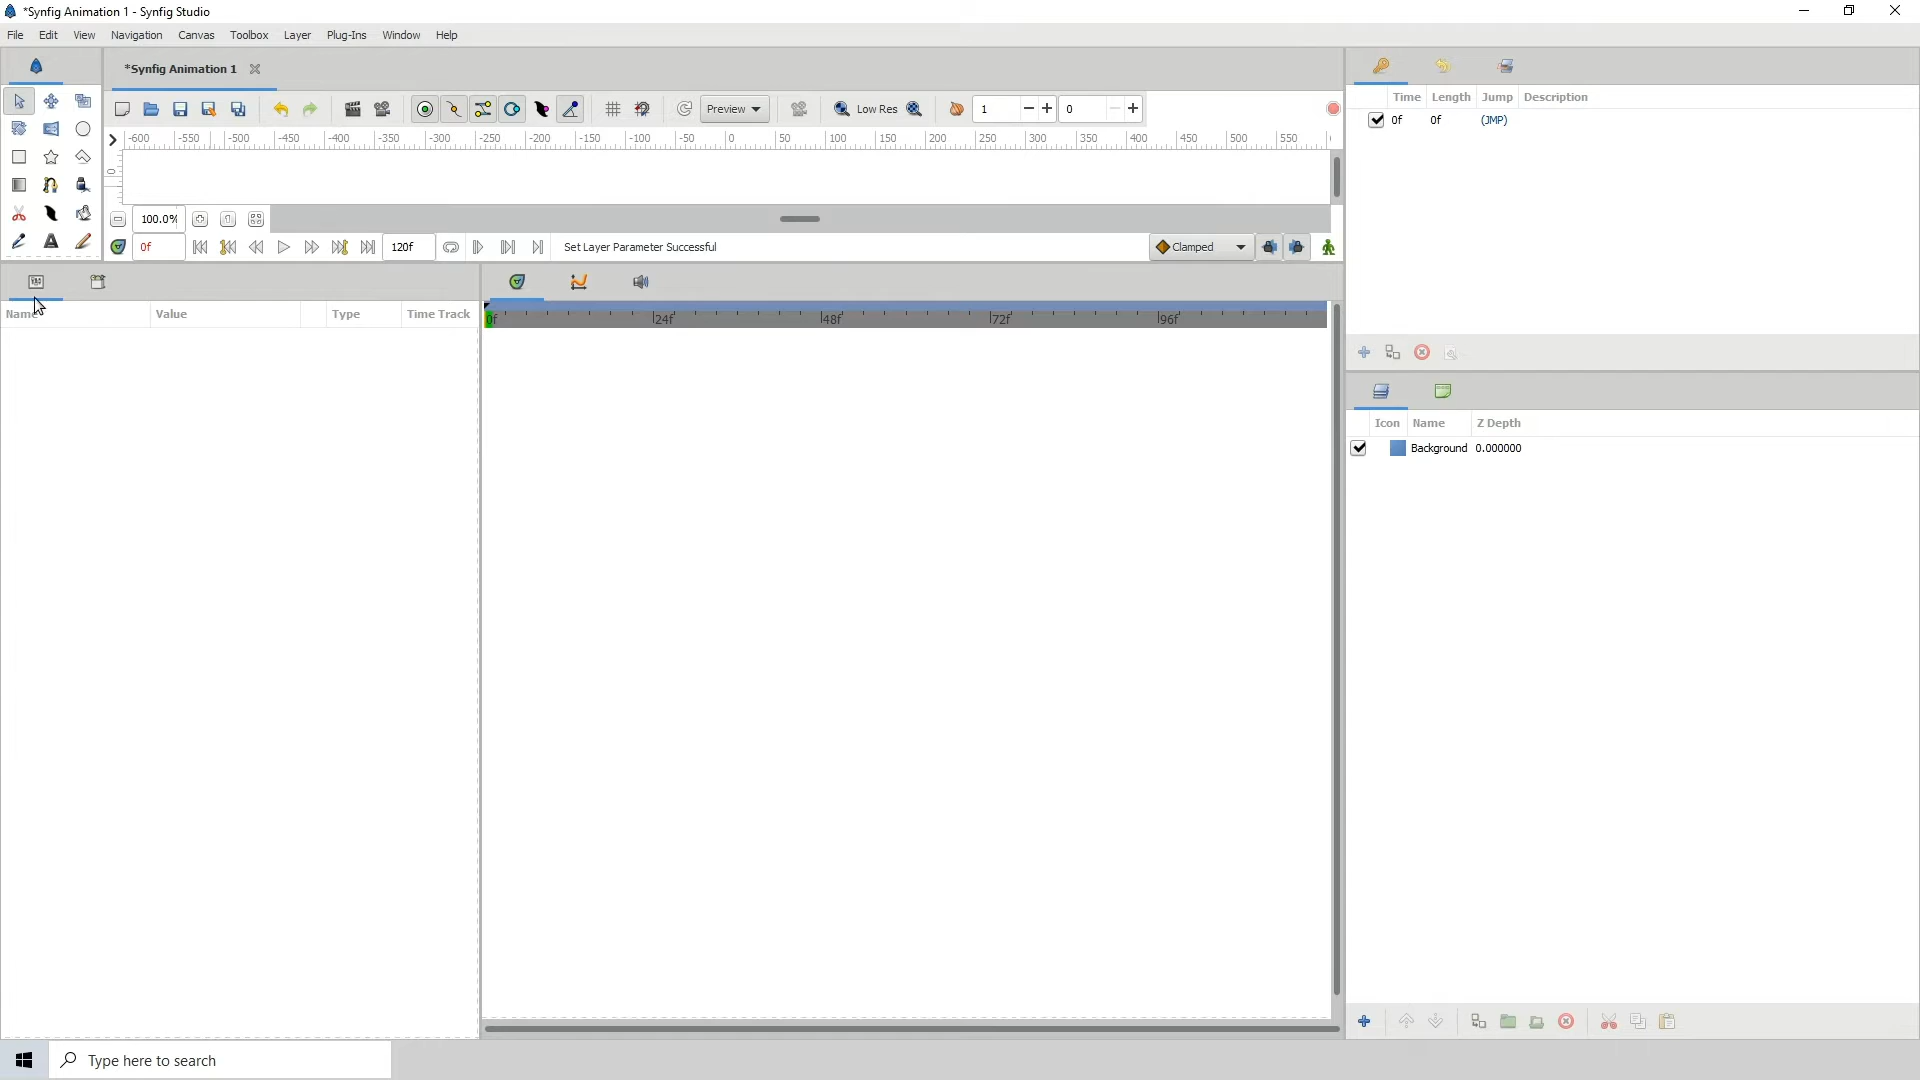 *Synfig Animation 1 - Synfig Studio
File Edit View Navigation Canvas Toolbox Layer Plug-Ins Window Help
*Synfig Animation 1
Preview Low Res 1 0
-600 -550 -500 -450 -400 -350 -300 -250 -200 -150 -100 -50 0 50 100 150 200 250 300 350 400 450 500 550
0
100.0%
0f 120f Set Layer Parameter Successful Clamped
Name Value Type Time Track
0f 24f 48f 72f 96f
Time Length Jump Description
0f 0f (JMP)
Icon Name Z Depth
Background 0.000000
Type here to search